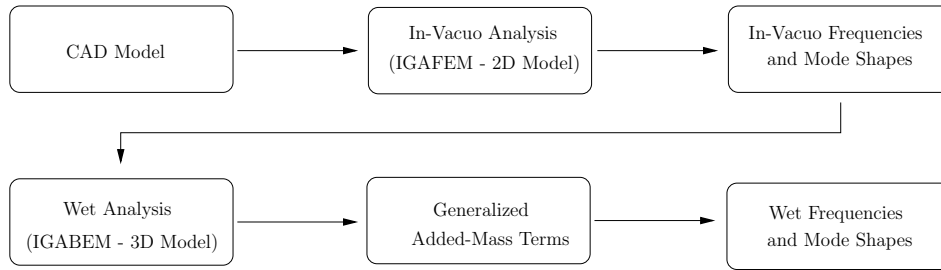 CAD Model
In-Vacuo Analysis
(IGAFEM - 2D Model)
In-Vacuo Frequencies
and Mode Shapes
Wet Analysis
(IGABEM - 3D Model)
Generalized
Added-Mass Terms
Wet Frequencies
and Mode Shapes